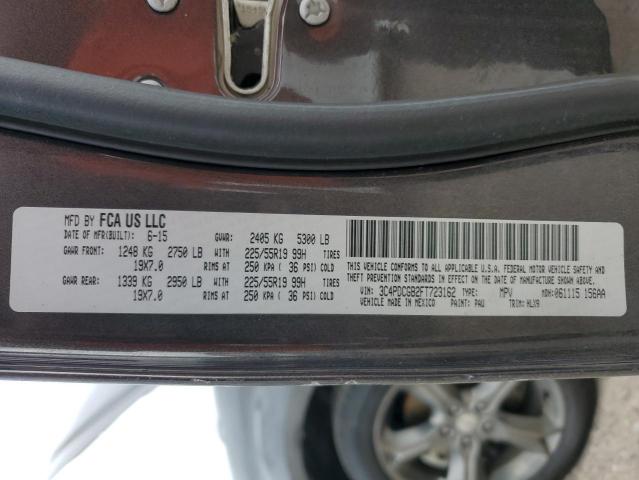 MFD BY FCA US LLC
DATE OF MFR(BUILT): 6-15 GVWR: 2405 KG 5300 LB
GAWR FRONT: 1248 KG 2750 LB WITH 225/55R19 99H TIRES
19X7.0 RIMS AT 250 KPA ( 36 PSI) COLD
GAWR REAR: 1339 KG 2950 LB WITH 225/55R19 99H TIRES
19X7.0 RIMS AT 250 KPA ( 36 PSI) COLD
THIS VEHICLE CONFORMS TO ALL APPLICABLE U.S.A. FEDERAL MOTOR VEHICLE SAFETY AND
THEFT PREVENTION STANDARDS IN EFFECT ON THE DATE OF MANUFACTURE SHOWN ABOVE.
VIN: 3C4PDCGB2FT723162 TYPE: MPV MDH: 061115 156AA
VEHICLE MADE IN MEXICO PAINT: PAU TRIM: HLX9